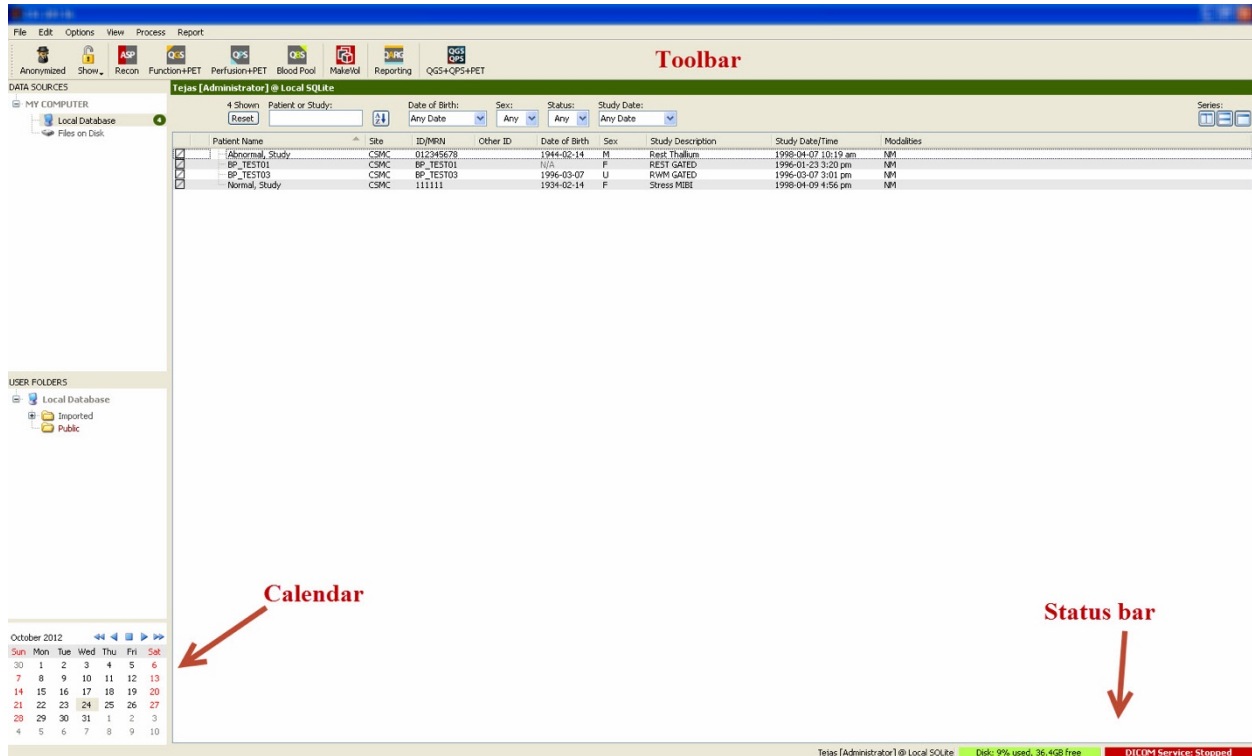 File Edit Options View Process Report
ASP QGS QPS QBS QARG QGS QPS
Toolbar
Anonymized Show Recon Function+PET Perfusion+PET Blood Pool MakeVol Reporting QGS+QPS+PET
DATA SOURCES
Tejas [Administrator] @ Local SQLite
MY COMPUTER
Local Database 4
Files on Disk
4 Shown Patient or Study: Date of Birth: Sex: Status: Study Date: Series:
Reset Any Date Any Any Any Date
Patient Name Site ID/MRN Other ID Date of Birth Sex Study Description Study Date/Time Modalities
Abnormal, Study CSMC 012345678 1944-02-14 M Rest Thallium 1998-04-07 10:19 am NM
BP_TEST01 CSMC BP_TEST01 N/A F REST GATED 1996-01-23 3:20 pm NM
BP_TEST03 CSMC BP_TEST03 1996-03-07 U RWM GATED 1996-03-07 3:01 pm NM
Normal, Study CSMC 111111 1934-02-14 F Stress MIBI 1998-04-09 4:56 pm NM
USER FOLDERS
Local Database
Imported
Public
Calendar
Status bar
October 2012
Sun Mon Tue Wed Thu Fri Sat
30 1 2 3 4 5 6
7 8 9 10 11 12 13
14 15 16 17 18 19 20
21 22 23 24 25 26 27
28 29 30 31 1 2 3
4 5 6 7 8 9 10
Tejas [Administrator] @ Local SQLite Disk: 9% used, 36.4GB free DICOM Service: Stopped